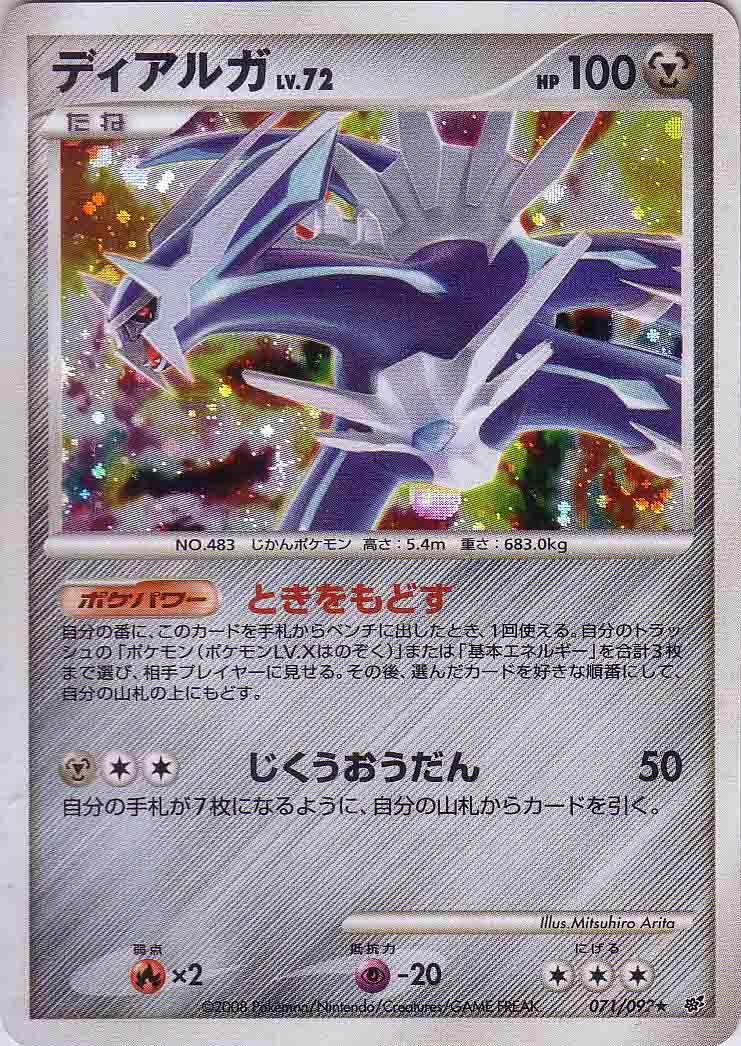 ディアルガ LV.72 HP 100
たね
NO.483 じかんポケモン 高さ:5.4m 重さ:683.0kg
ポケパワー ときをもどす
自分の番に、このカードを手札からベンチに出したとき、1回使える。自分のトラッ
シュの「ポケモン(ポケモンLV.Xはのぞく)」または「基本エネルギー」を合計3枚
まで選び、相手プレイヤーに見せる。その後、選んだカードを好きな順番にして、
自分の山札の上にもどす。
じくうおうだん 50
自分の手札が7枚になるように、自分の山札からカードを引く。
Illus.Mitsuhiro Arita
弱点 抵抗力 にげる
×2 -20
©2008 Pokémon/Nintendo/Creatures/GAME FREAK. 071/092★